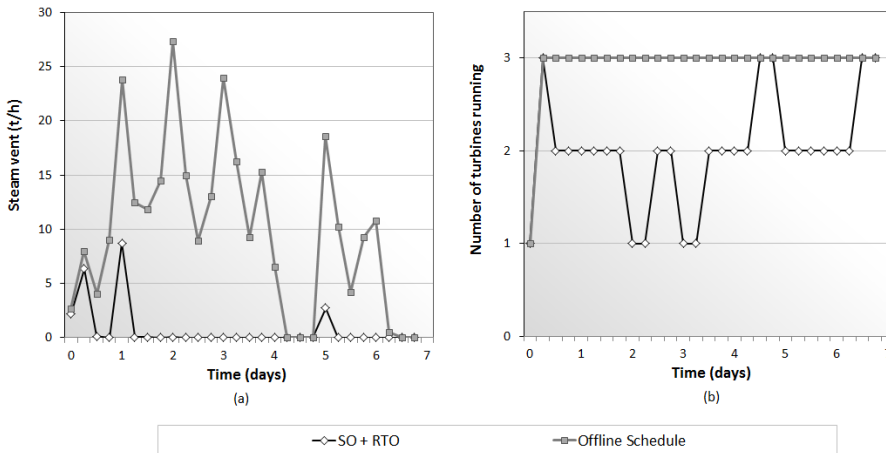 Steam vent (t/h)
30
25
20
15
10
5
0
0 1 2 3 4 5 6 7
Time (days)
(a)
Number of turbines running
3
2
1
0
0 1 2 3 4 5 6
Time (days)
(b)
SO + RTO
Offline Schedule